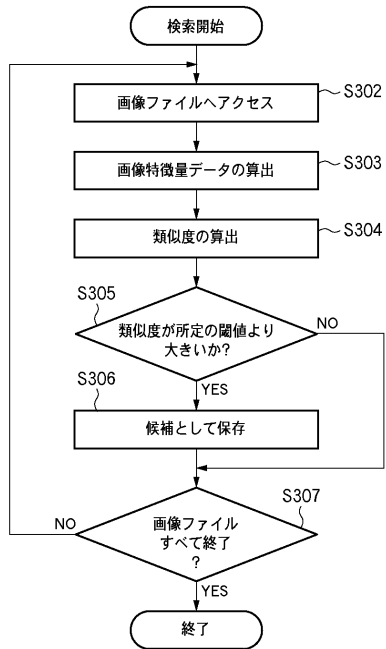 検索開始
画像ファイルへアクセス
S302
画像特徴量データの算出
S303
類似度の算出
S304
S305
類似度が所定の閾値より
大きいか?
NO
YES
S306
候補として保存
S307
画像ファイル
すべて終了
?
NO
YES
終了